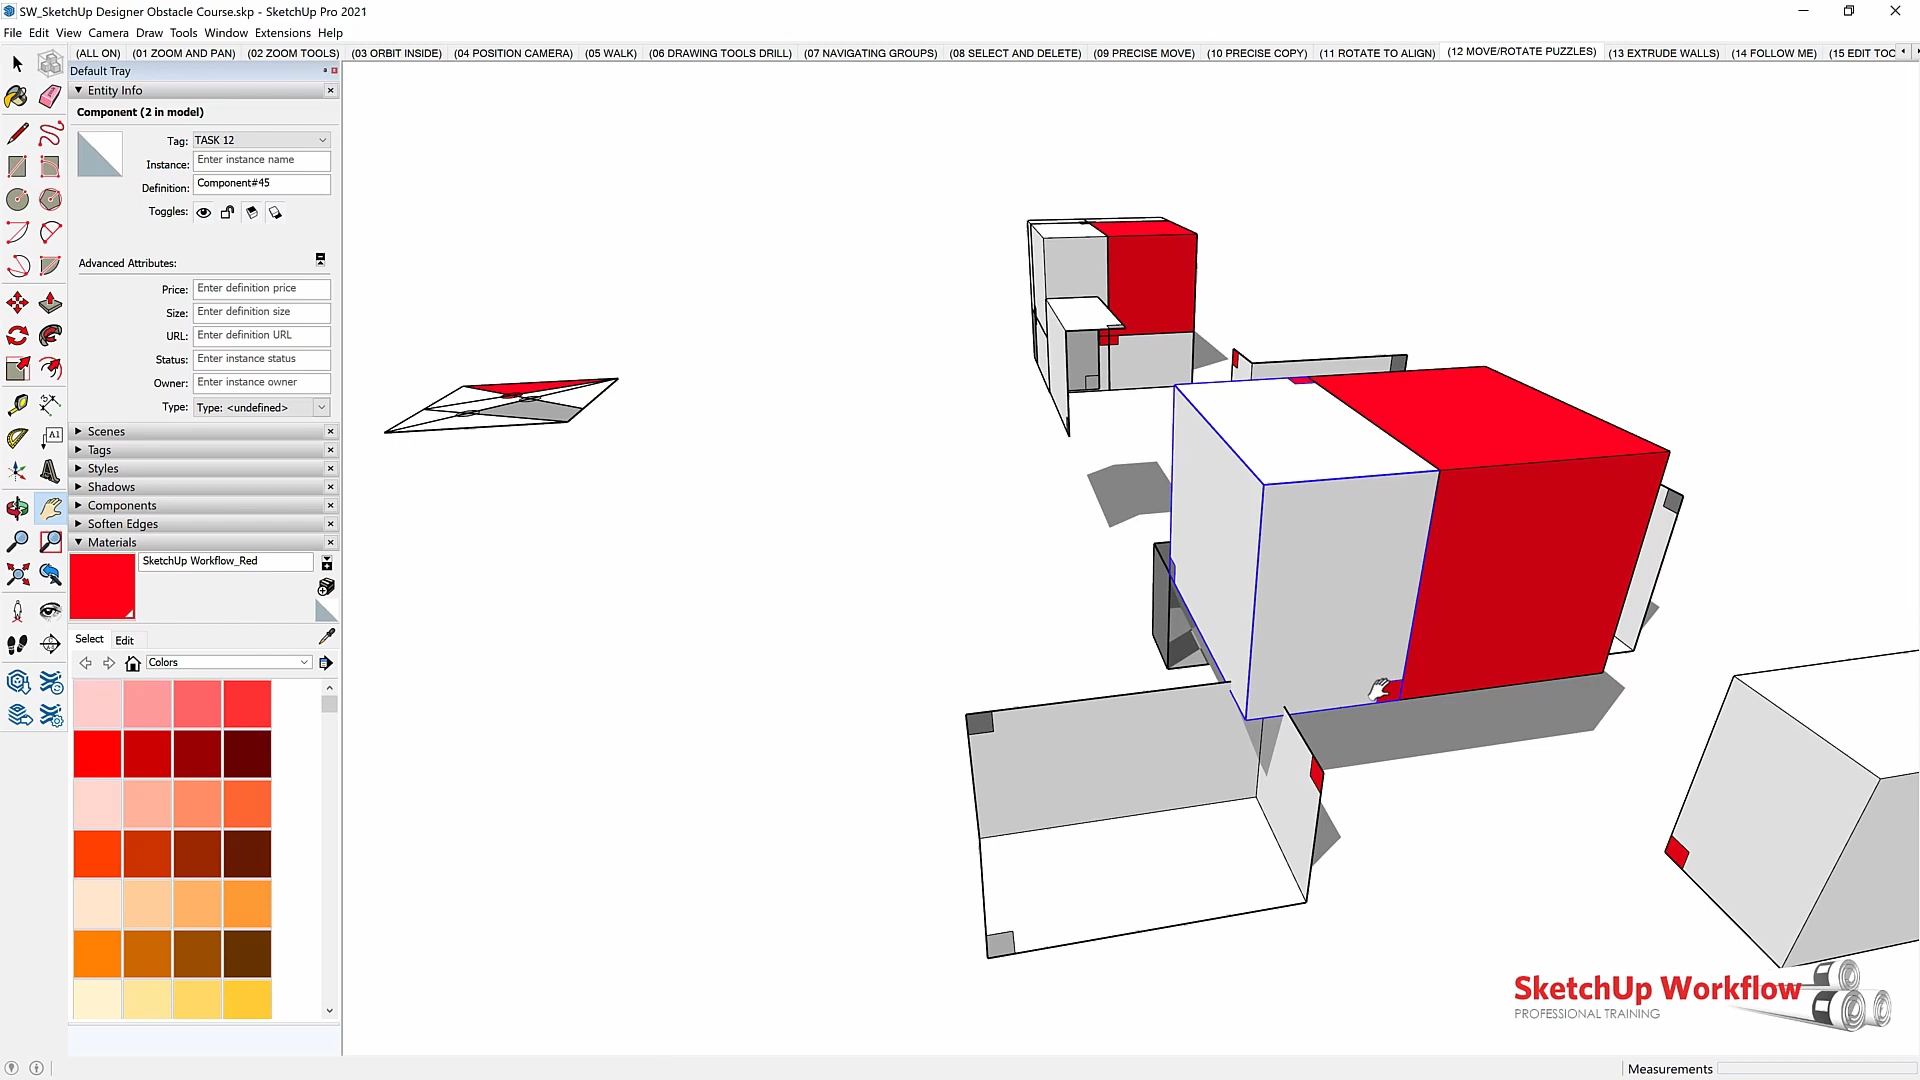 SW_SketchUp Designer Obstacle Course.skp - SketchUp Pro 2021
File Edit View Camera Draw Tools Window Extensions Help
(ALL ON) (01 ZOOM AND PAN) (02 ZOOM TOOLS) (03 ORBIT INSIDE) (04 POSITION CAMERA) (05 WALK) (06 DRAWING TOOLS DRILL) (07 NAVIGATING GROUPS) (08 SELECT AND DELETE) (09 PRECISE MOVE) (10 PRECISE COPY) (11 ROTATE TO ALIGN) (12 MOVE/ROTATE PUZZLES) (13 EXTRUDE WALLS) (14 FOLLOW ME) (15 EDIT TOO
Default Tray
Entity Info
Component (2 in model)
Tag: TASK 12
Instance: Enter instance name
Definition: Component#45
Toggles:
Advanced Attributes:
Price: Enter definition price
Size: Enter definition size
URL: Enter definition URL
Status: Enter instance status
Owner: Enter instance owner
Type: Type: <undefined>
Scenes
Tags
Styles
Shadows
Components
Soften Edges
Materials
SketchUp Workflow_Red
Select Edit
Colors
SketchUp Workflow
PROFESSIONAL TRAINING
Measurements